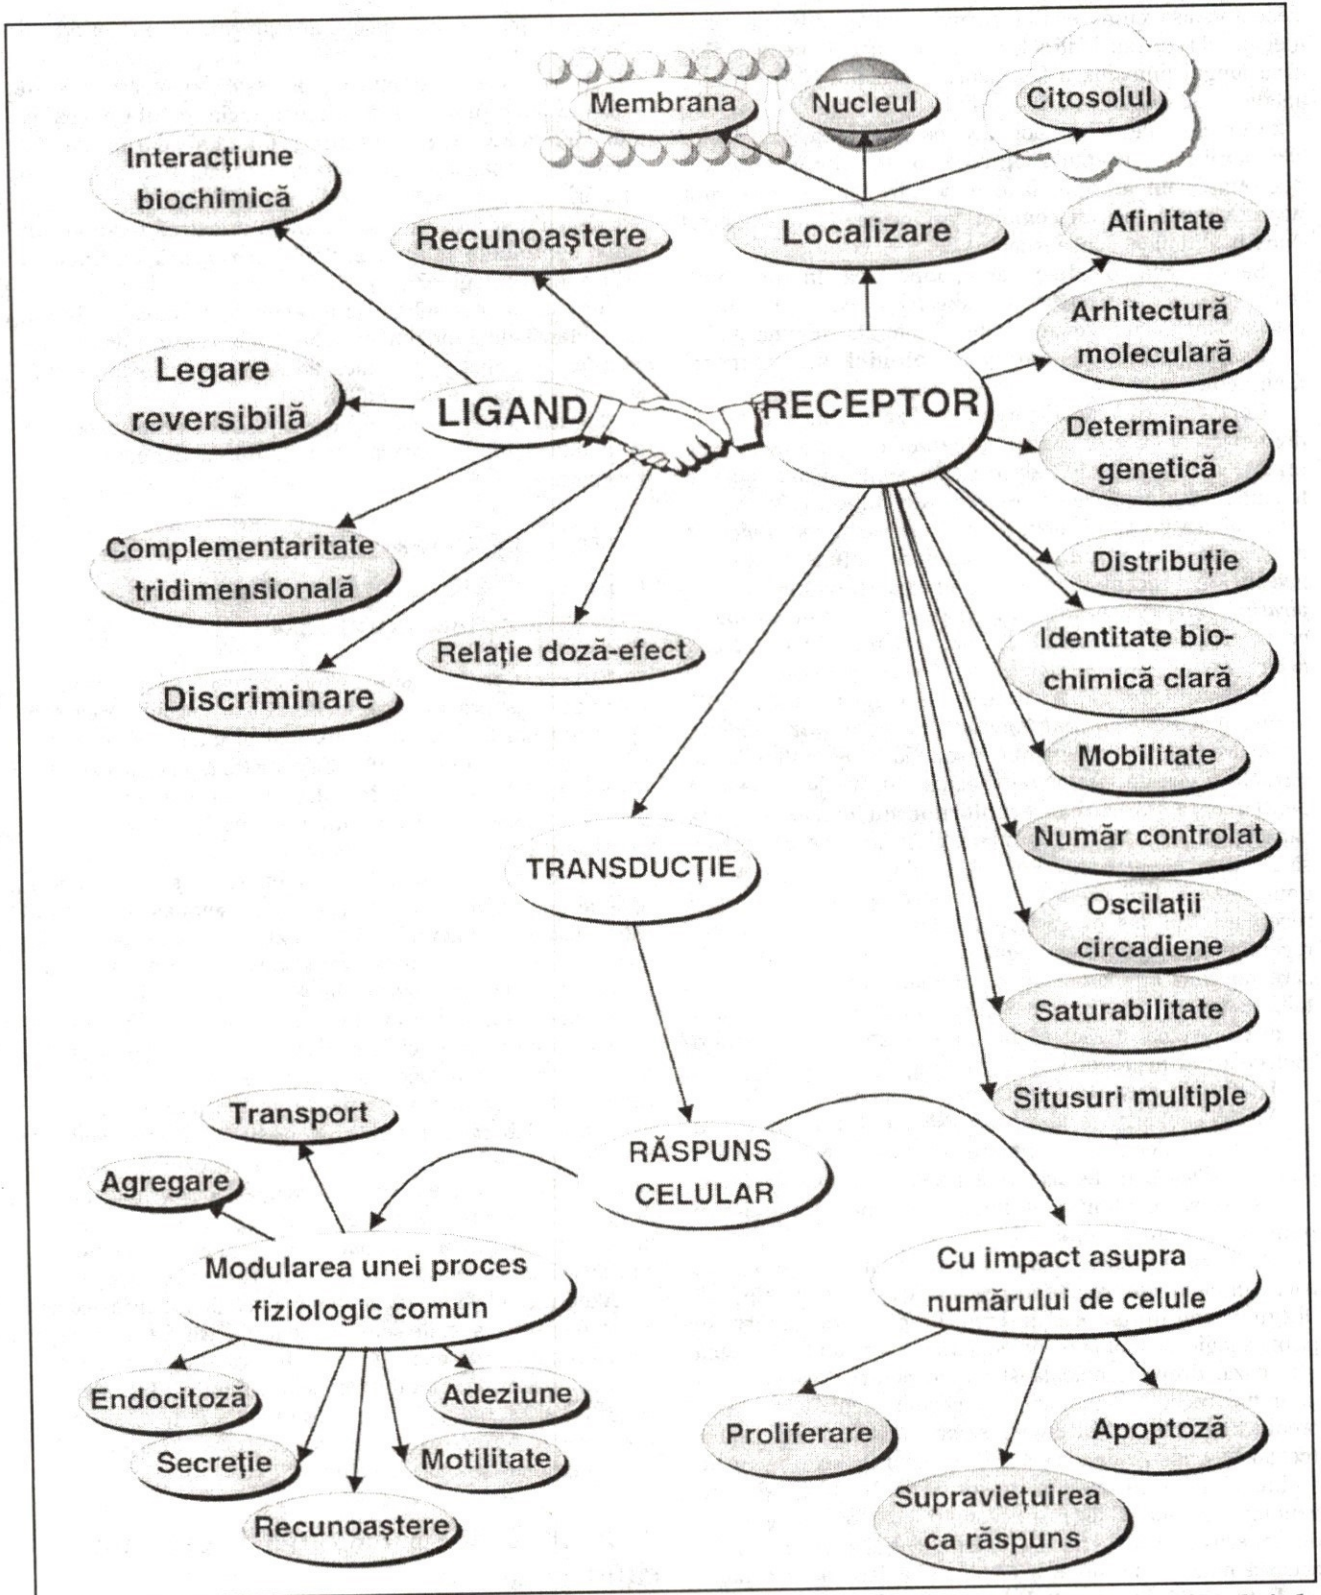 Membrana
Nucleul
Citosolul
Interacțiune
biochimică
Recunoaștere
Localizare
Afinitate
Arhitectură
moleculară
Legare
reversibilă
LIGAND
RECEPTOR
Determinare
genetică
Complementaritate
tridimensională
Distribuție
Relație doză-efect
Identitate bio-
chimică clară
Discriminare
Mobilitate
Număr controlat
TRANSDUCȚIE
Oscilații
circadiene
Saturabilitate
Situsuri multiple
Transport
RĂSPUNS
CELULAR
Agregare
Modularea unei proces
fiziologic comun
Cu impact asupra
numărului de celule
Endocitoză
Adeziune
Secreție
Motilitate
Recunoaștere
Proliferare
Apoptoză
Supraviețuirea
ca răspuns